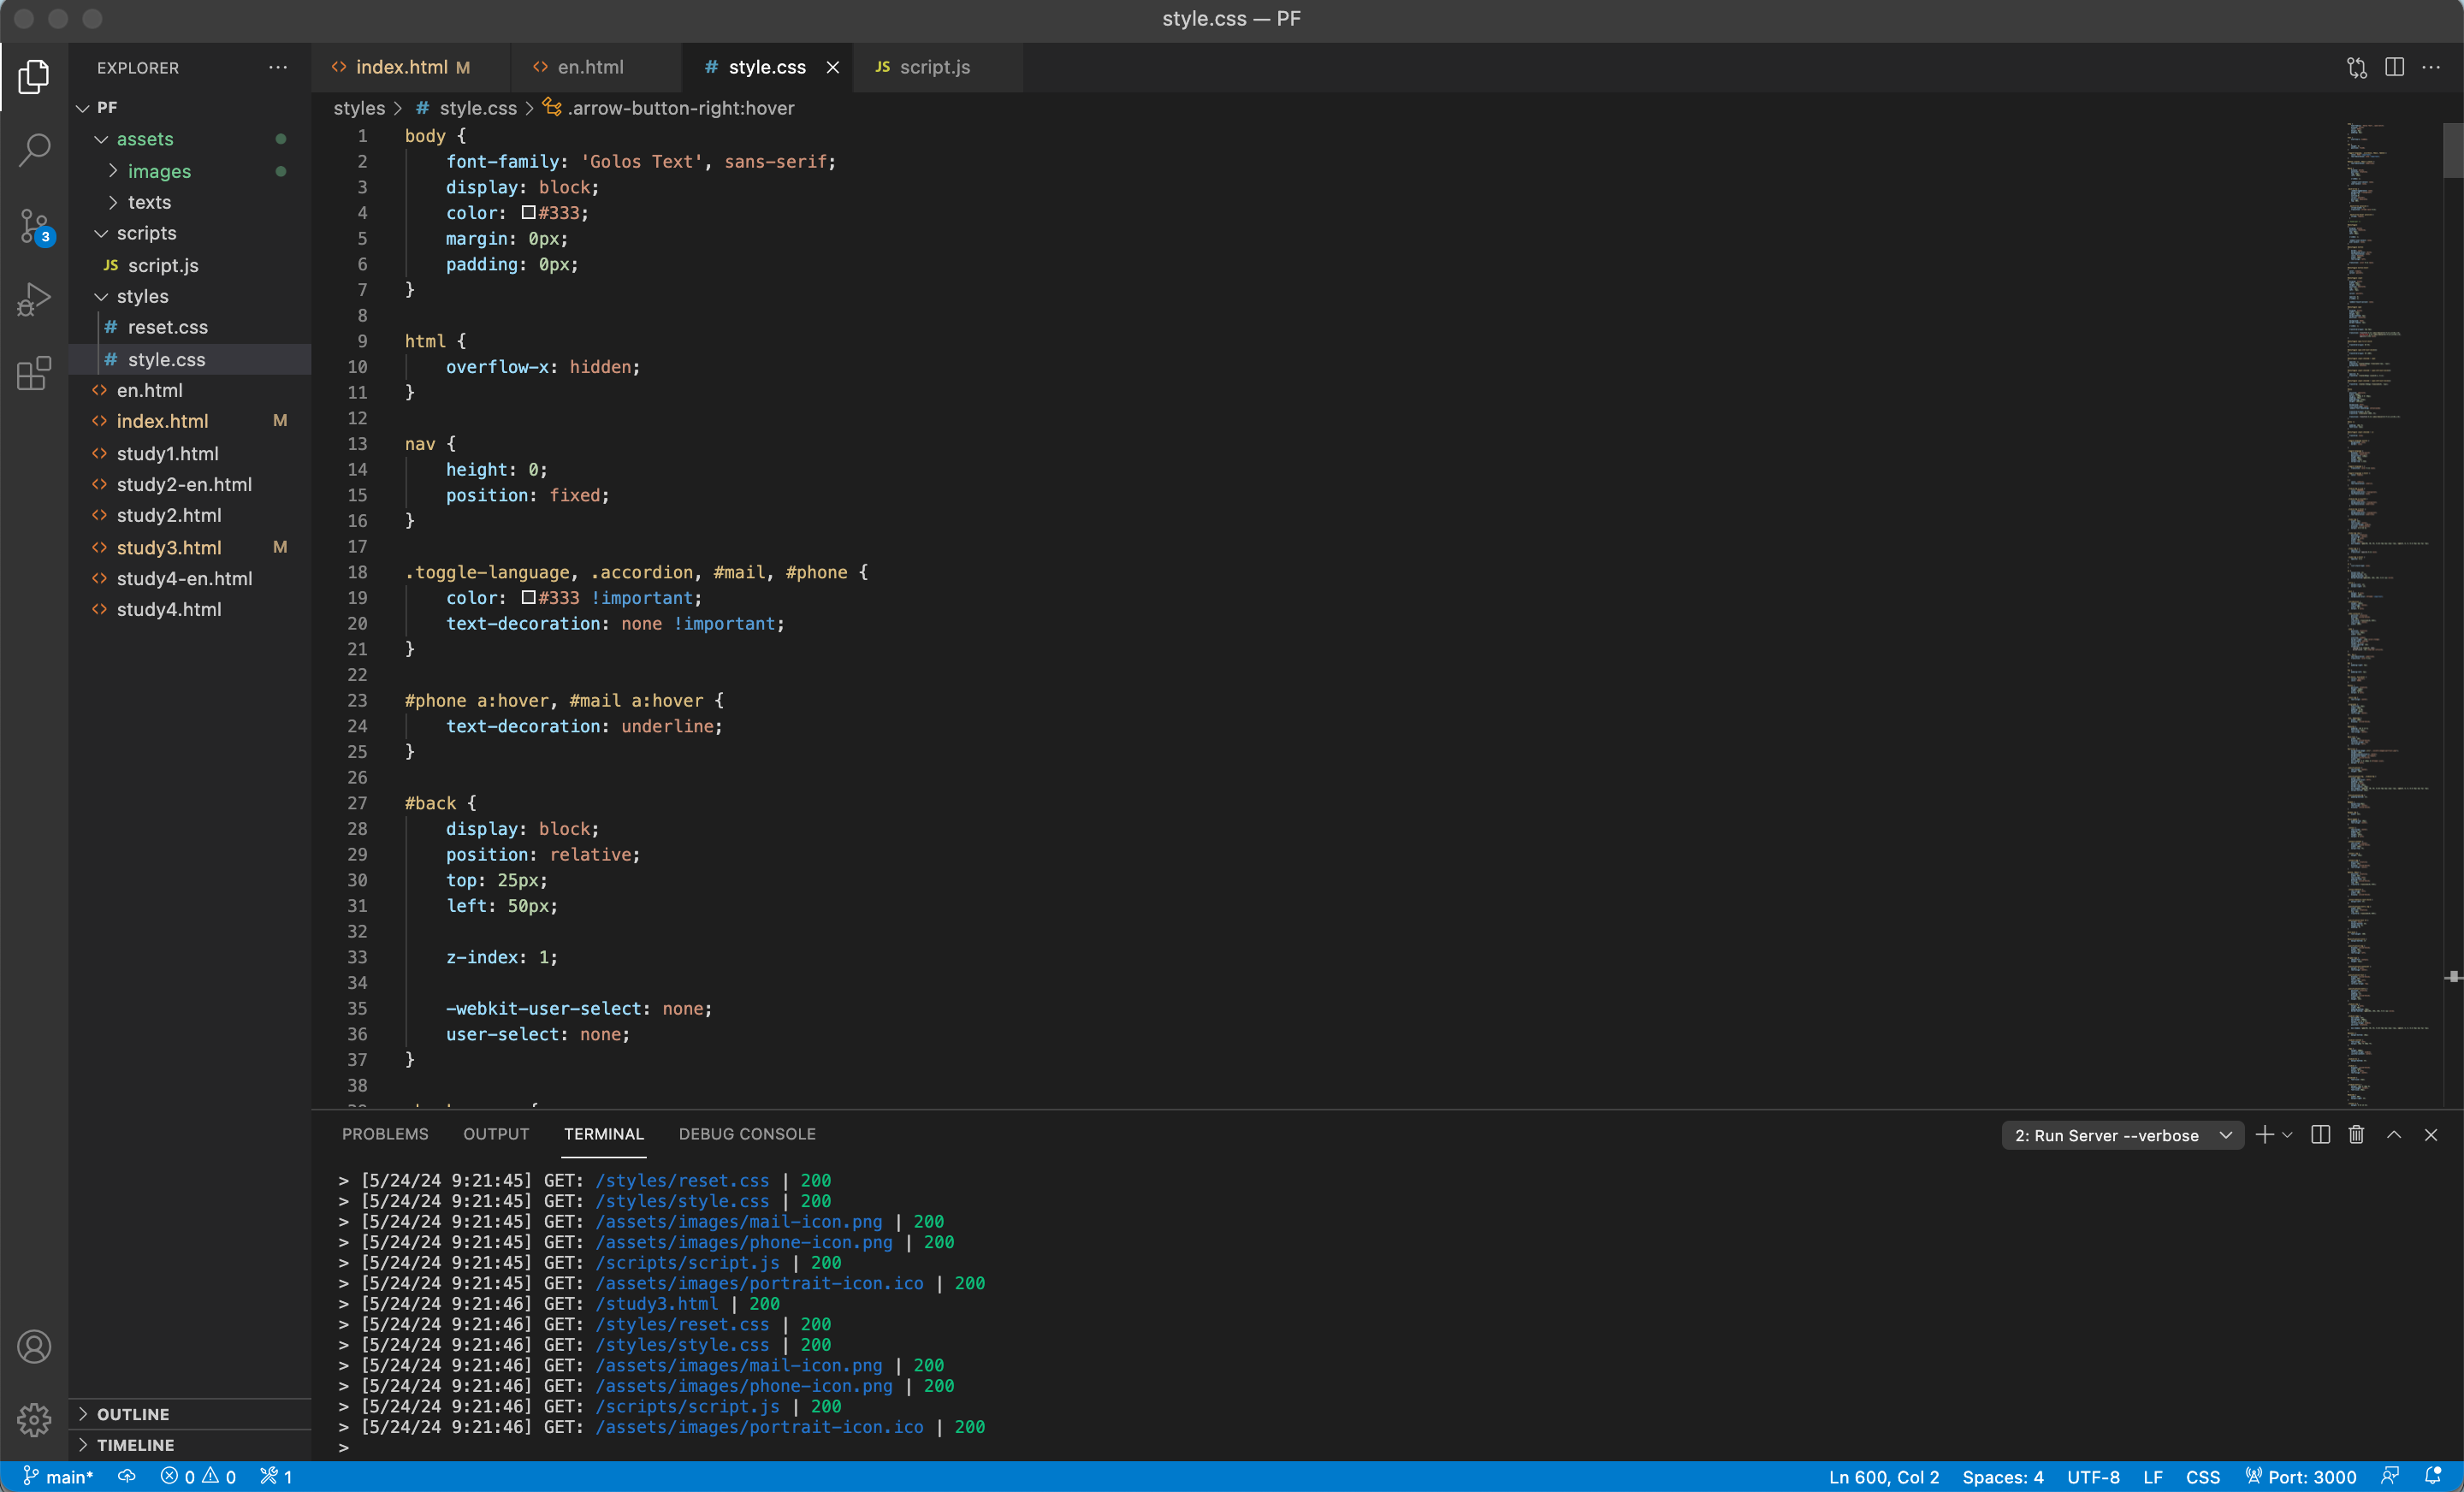 style.css — PF
EXPLORER
PF
assets
images
texts
scripts
JS script.js
styles
# reset.css
# style.css
<> en.html
<> index.html M
<> study1.html
<> study2-en.html
<> study2.html
<> study3.html M
<> study4-en.html
<> study4.html
OUTLINE
TIMELINE
3
<> index.html M
<> en.html
# style.css
JS script.js
styles > # style.css > .arrow-button-right:hover
1 body {
2 font-family: 'Golos Text', sans-serif;
3 display: block;
4 color: #333;
5 margin: 0px;
6 padding: 0px;
7 }
8
9 html {
10 overflow-x: hidden;
11 }
12
13 nav {
14 height: 0;
15 position: fixed;
16 }
17
18 .toggle-language, .accordion, #mail, #phone {
19 color: #333 !important;
20 text-decoration: none !important;
21 }
22
23 #phone a:hover, #mail a:hover {
24 text-decoration: underline;
25 }
26
27 #back {
28 display: block;
29 position: relative;
30 top: 25px;
31 left: 50px;
32
33 z-index: 1;
34
35 -webkit-user-select: none;
36 user-select: none;
37 }
38
PROBLEMS OUTPUT TERMINAL DEBUG CONSOLE
2: Run Server --verbose
> [5/24/24 9:21:45] GET: /styles/reset.css | 200
> [5/24/24 9:21:45] GET: /styles/style.css | 200
> [5/24/24 9:21:45] GET: /assets/images/mail-icon.png | 200
> [5/24/24 9:21:45] GET: /assets/images/phone-icon.png | 200
> [5/24/24 9:21:45] GET: /scripts/script.js | 200
> [5/24/24 9:21:45] GET: /assets/images/portrait-icon.ico | 200
> [5/24/24 9:21:46] GET: /study3.html | 200
> [5/24/24 9:21:46] GET: /styles/reset.css | 200
> [5/24/24 9:21:46] GET: /styles/style.css | 200
> [5/24/24 9:21:46] GET: /assets/images/mail-icon.png | 200
> [5/24/24 9:21:46] GET: /assets/images/phone-icon.png | 200
> [5/24/24 9:21:46] GET: /scripts/script.js | 200
> [5/24/24 9:21:46] GET: /assets/images/portrait-icon.ico | 200
>
main* 0 0 1 Ln 600, Col 2 Spaces: 4 UTF-8 LF CSS Port: 3000